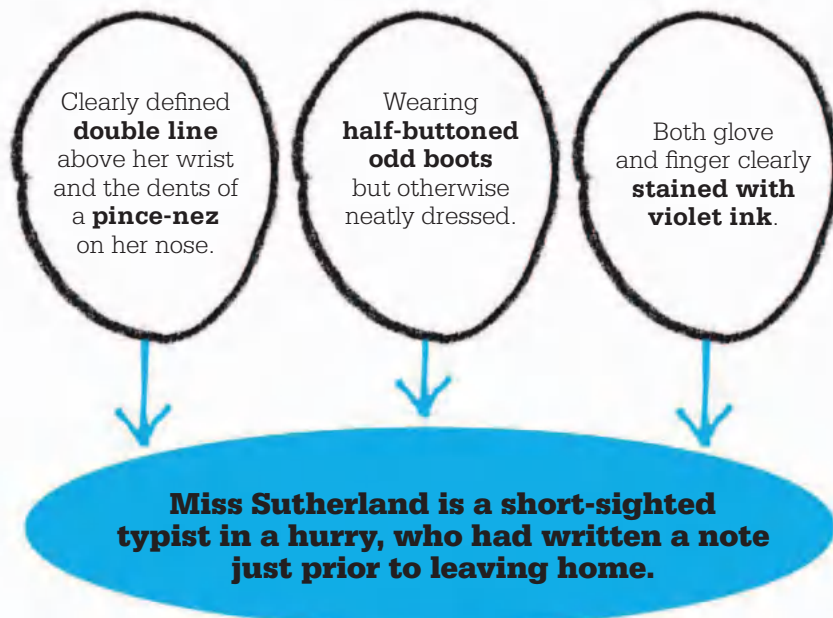 Clearly defined
double line
above her wrist
and the dents of
a pince-nez
on her nose.
Wearing
half-buttoned
odd boots
but otherwise
neatly dressed.
Both glove
and finger clearly
stained with
violet ink.
Miss Sutherland is a short-sighted
typist in a hurry, who had written a note
just prior to leaving home.